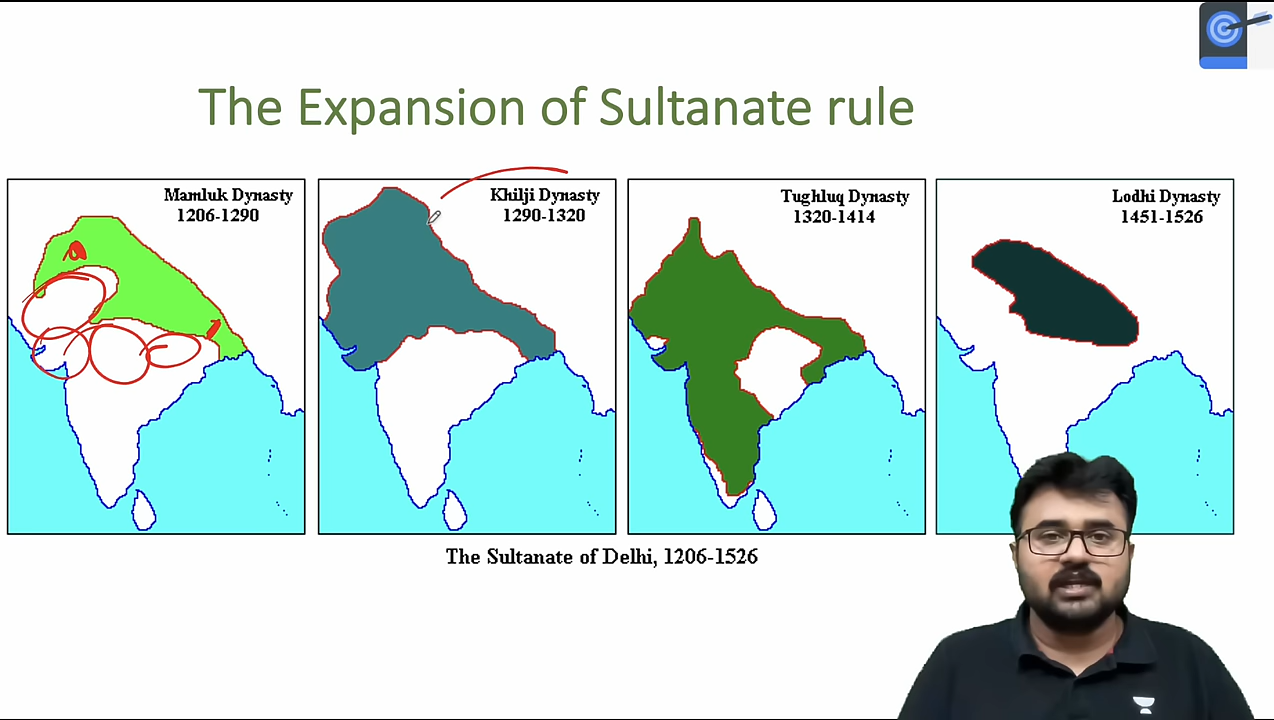 The Expansion of Sultanate rule
Mamluk Dynasty
1206-1290
Khilji Dynasty
1290-1320
Tughluq Dynasty
1320-1414
Lodhi Dynasty
1451-1526
The Sultanate of Delhi, 1206-1526